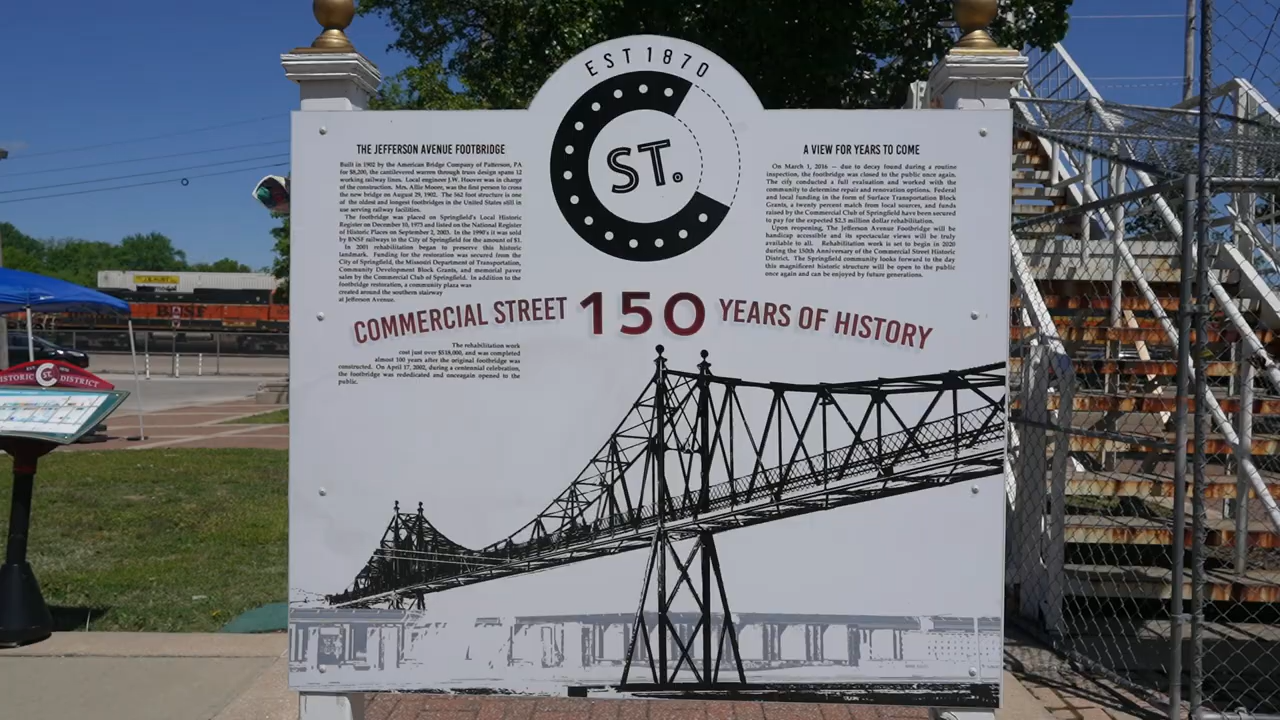 EST 1870
C
ST.
THE JEFFERSON AVENUE FOOTBRIDGE
Built in 1902 by the American Bridge Company of Patterson, PA
for $8,200, the cantilevered warren through truss design spans 12
working railway lines. Local engineer J.W. Hoover was in charge
of the construction. Mrs. Allie Moore, was the first person to cross
the new bridge on August 29, 1902. The 562 foot structure is one
of the oldest and longest footbridges in the United States still in
use serving railway facilities.
The footbridge was placed on Springfield's Local Historic
Register on December 10, 1975 and listed on the National Register
of Historic Places on September 2, 2003. In the 1990's it was sold
by BNSF railways to the City of Springfield for the amount of $1.
In 2001 rehabilitation began to preserve this historic
landmark. Funding for the restoration was secured from the
City of Springfield, the Missouri Department of Transportation,
Community Development Block Grants, and memorial paver
sales by the Commercial Club of Springfield. In addition to the
footbridge restoration, a community plaza was
created around the southern stairway
at Jefferson Avenue.
The rehabilitation work
cost just over $518,000, and was completed
almost 100 years after the original footbridge was
constructed. On April 17, 2002, during a centennial celebration,
the footbridge was rededicated and onceagain opened to the
public.
A VIEW FOR YEARS TO COME
On March 1, 2016 — due to decay found during a routine
inspection, the footbridge was closed to the public once again.
The city conducted a full evaluation and worked with the
community to determine repair and renovation options. Federal
and local funding in the form of Surface Transportation Block
Grants, a twenty percent match from local sources, and funds
raised by the Commercial Club of Springfield have been secured
to pay for the expected $2.5 million dollar rehabilitation.
Upon reopening, The Jefferson Avenue Footbridge will be
handicap accessible and its spectacular views will be truly
available to all. Rehabilitation work is set to begin in 2020
during the 150th Anniversary of the Commercial Street Historic
District. The Springfield community looks forward to the day
this magnificent historic structure will be open to the public
once again and can be enjoyed by future generations.
COMMERCIAL STREET 150 YEARS OF HISTORY
BNSF
HISTORIC C ST. DISTRICT